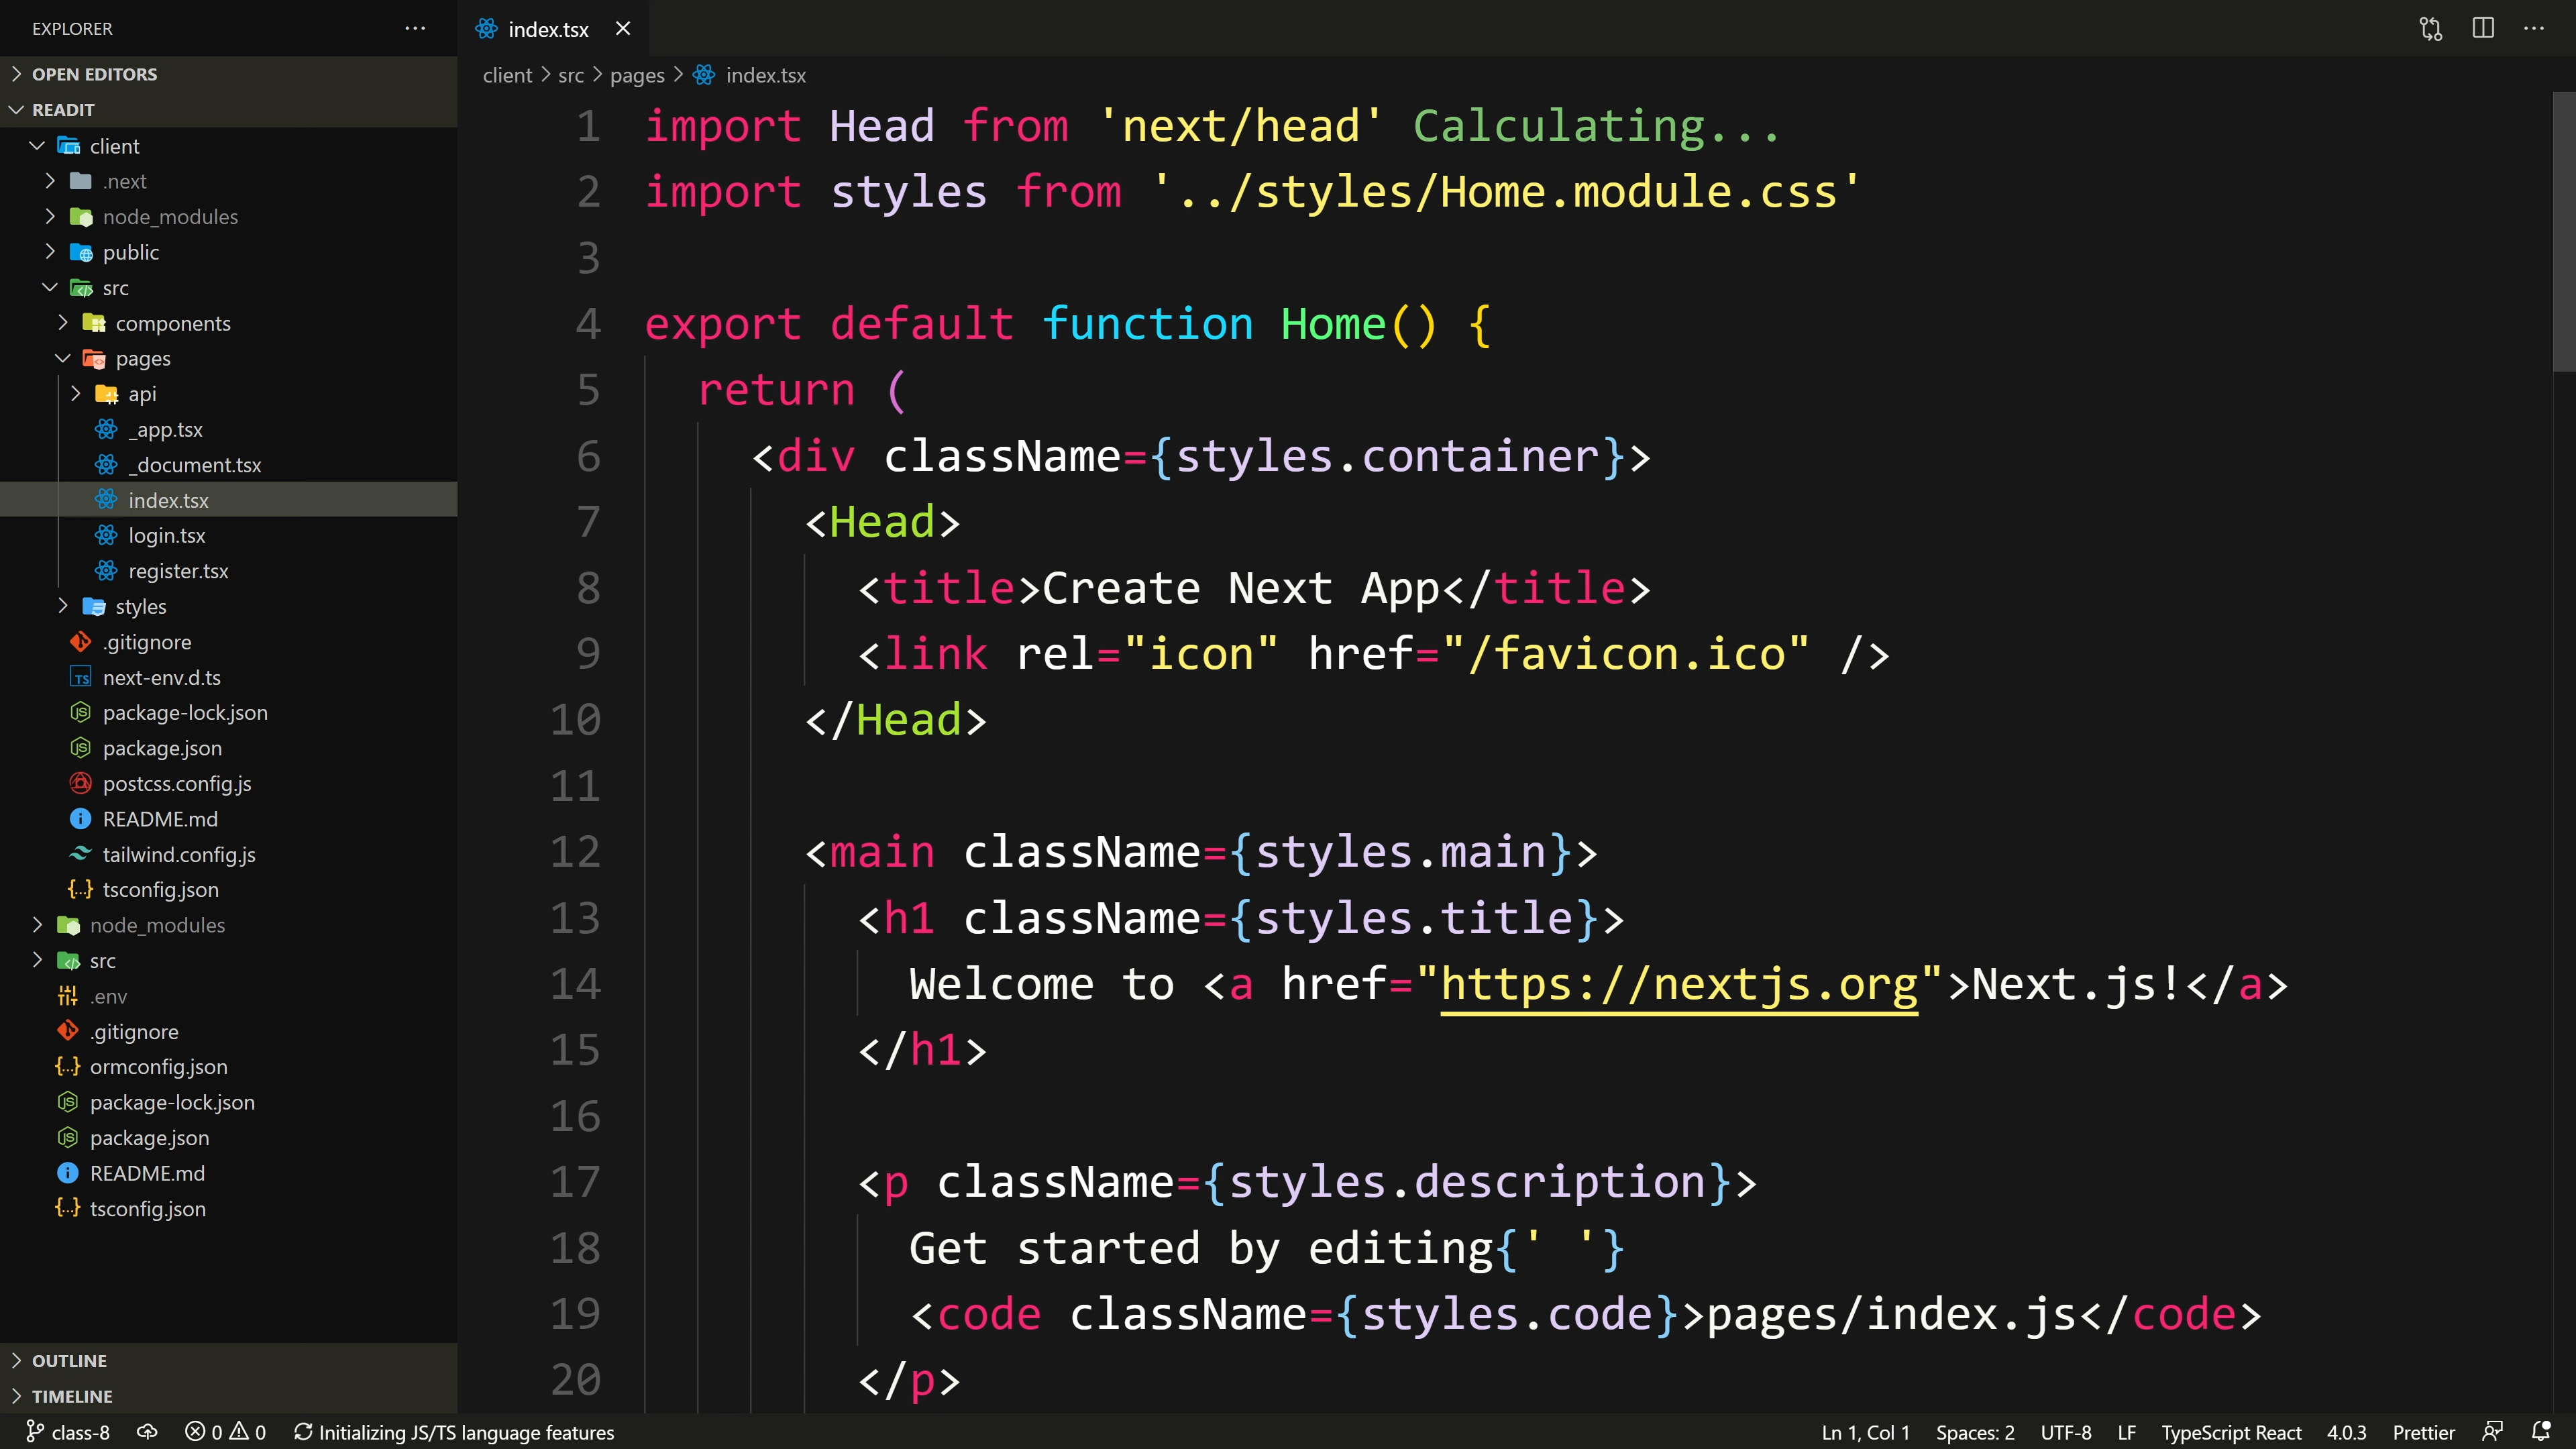 EXPLORER
OPEN EDITORS
READIT
client
.next
node_modules
public
src
components
pages
api
_app.tsx
_document.tsx
index.tsx
login.tsx
register.tsx
styles
.gitignore
next-env.d.ts
package-lock.json
package.json
postcss.config.js
README.md
tailwind.config.js
tsconfig.json
node_modules
src
.env
.gitignore
ormconfig.json
package-lock.json
package.json
README.md
tsconfig.json
OUTLINE
TIMELINE
index.tsx
client > src > pages > index.tsx
1 import Head from 'next/head' Calculating...
2 import styles from '../styles/Home.module.css'
3
4 export default function Home() {
5 return (
6 <div className={styles.container}>
7 <Head>
8 <title>Create Next App</title>
9 <link rel="icon" href="/favicon.ico" />
10 </Head>
11
12 <main className={styles.main}>
13 <h1 className={styles.title}>
14 Welcome to <a href="https://nextjs.org">Next.js!</a>
15 </h1>
16
17 <p className={styles.description}>
18 Get started by editing{' '}
19 <code className={styles.code}>pages/index.js</code>
20 </p>
class-8 0 0 Initializing JS/TS language features Ln 1, Col 1 Spaces: 2 UTF-8 LF TypeScript React 4.0.3 Prettier